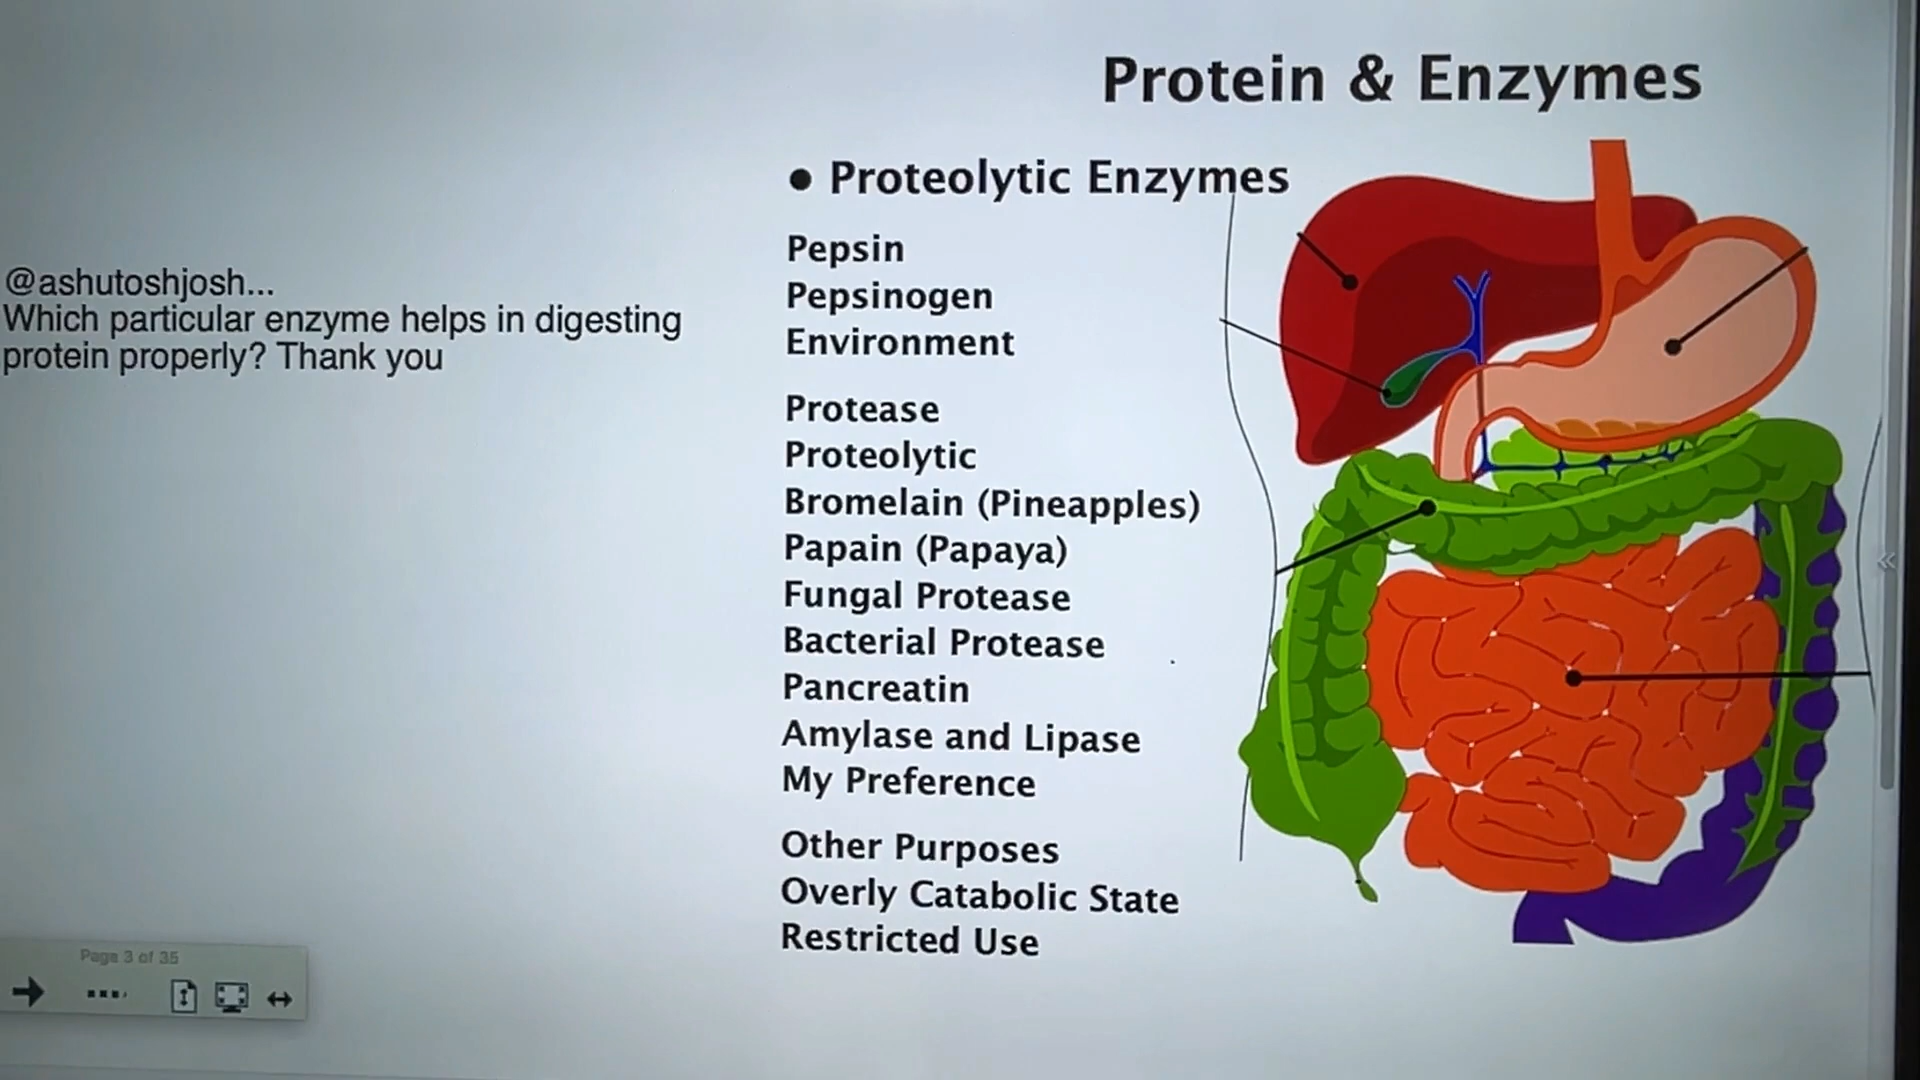 Protein & Enzymes
● Proteolytic Enzymes
Pepsin
Pepsinogen
Environment
@ashutoshjosh...
Which particular enzyme helps in digesting
protein properly? Thank you
Protease
Proteolytic
Bromelain (Pineapples)
Papain (Papaya)
Fungal Protease
Bacterial Protease
Pancreatin
Amylase and Lipase
My Preference
Other Purposes
Overly Catabolic State
Restricted Use
Page 3 of 35